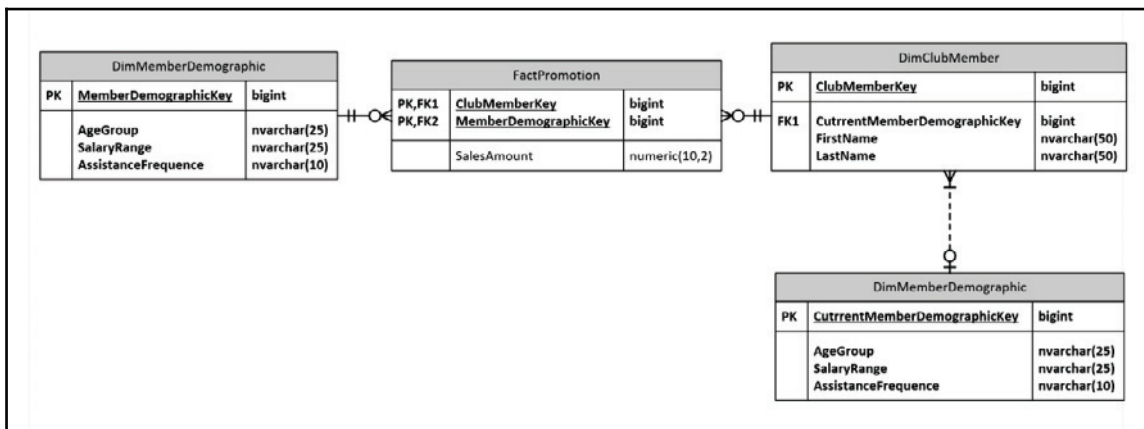 DimMemberDemographic
PK MemberDemographicKey bigint
AgeGroup nvarchar(25)
SalaryRange nvarchar(25)
AssistanceFrequence nvarchar(10)
FactPromotion
PK,FK1 ClubMemberKey bigint
PK,FK2 MemberDemographicKey bigint
SalesAmount numeric(10,2)
DimClubMember
PK ClubMemberKey bigint
FK1 CutrrentMemberDemographicKey bigint
FirstName nvarchar(50)
LastName nvarchar(50)
DimMemberDemographic
PK CutrrentMemberDemographicKey bigint
AgeGroup nvarchar(25)
SalaryRange nvarchar(25)
AssistanceFrequence nvarchar(10)